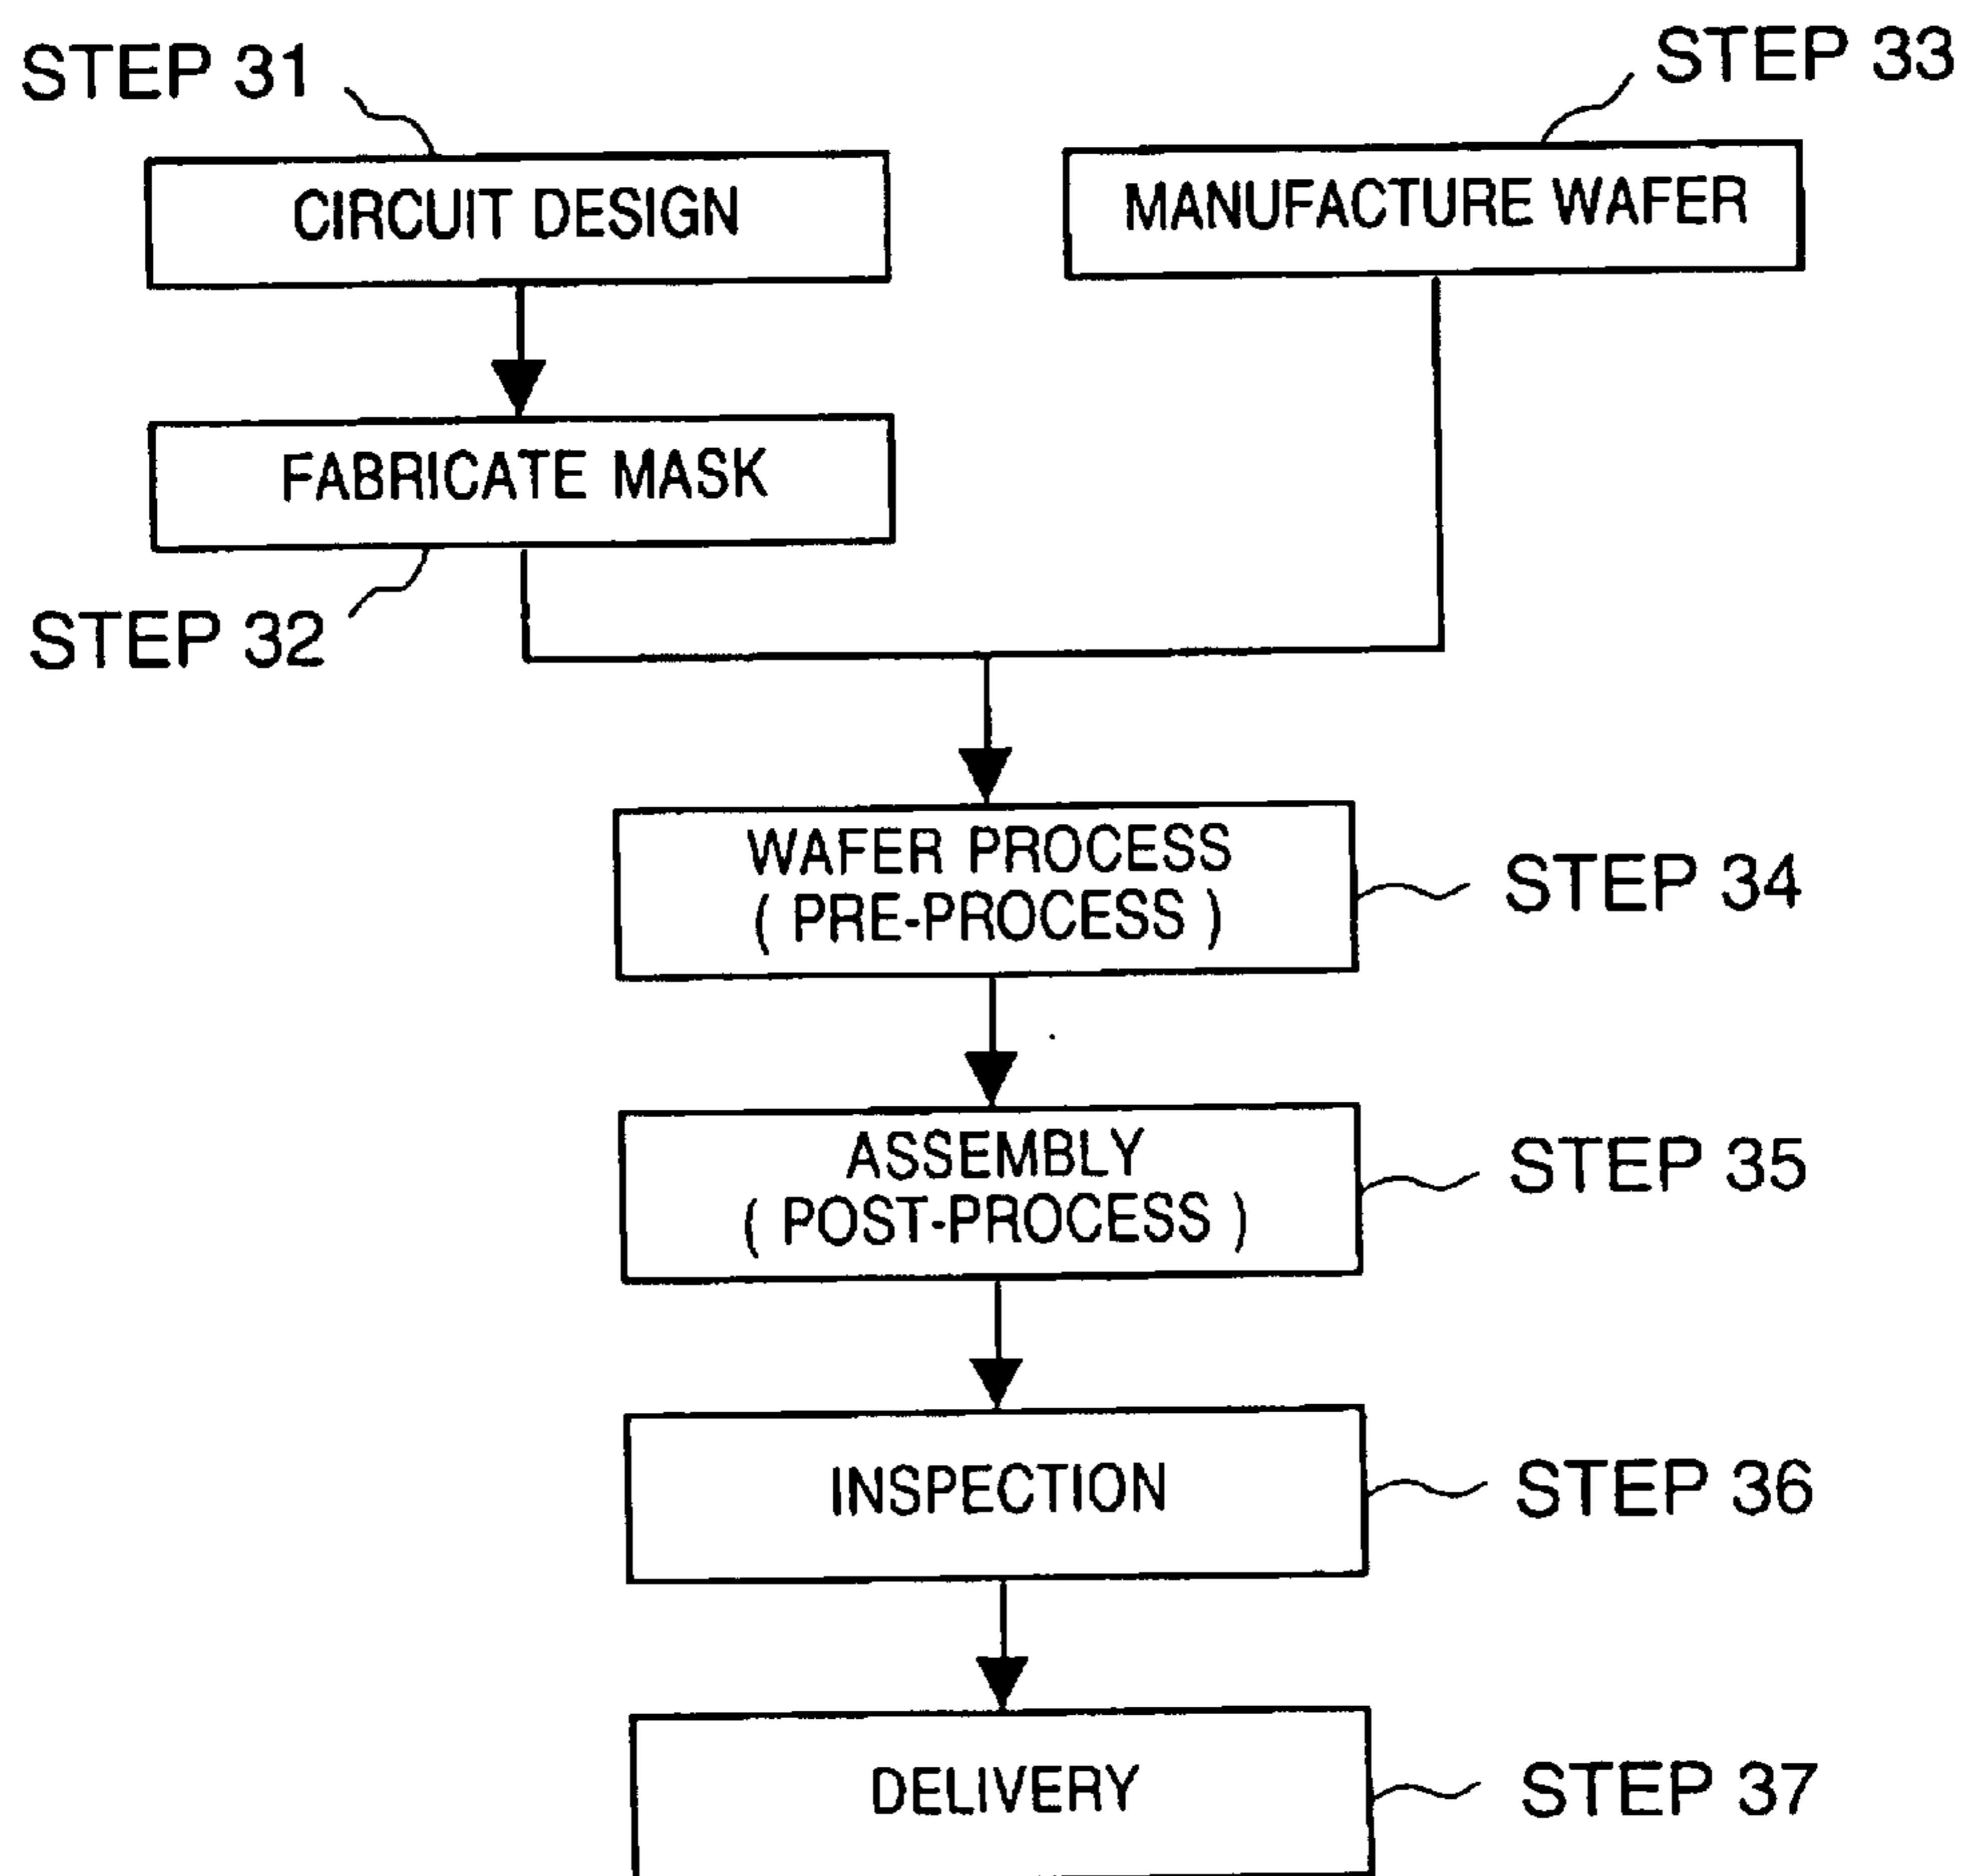 STEP 31
STEP 33
CIRCUIT DESIGN
MANUFACTURE WAFER
FABRICATE MASK
STEP 32
WAFER PROCESS
( PRE-PROCESS )
STEP 34
ASSEMBLY
( POST-PROCESS )
STEP 35
INSPECTION
STEP 36
DELIVERY
STEP 37